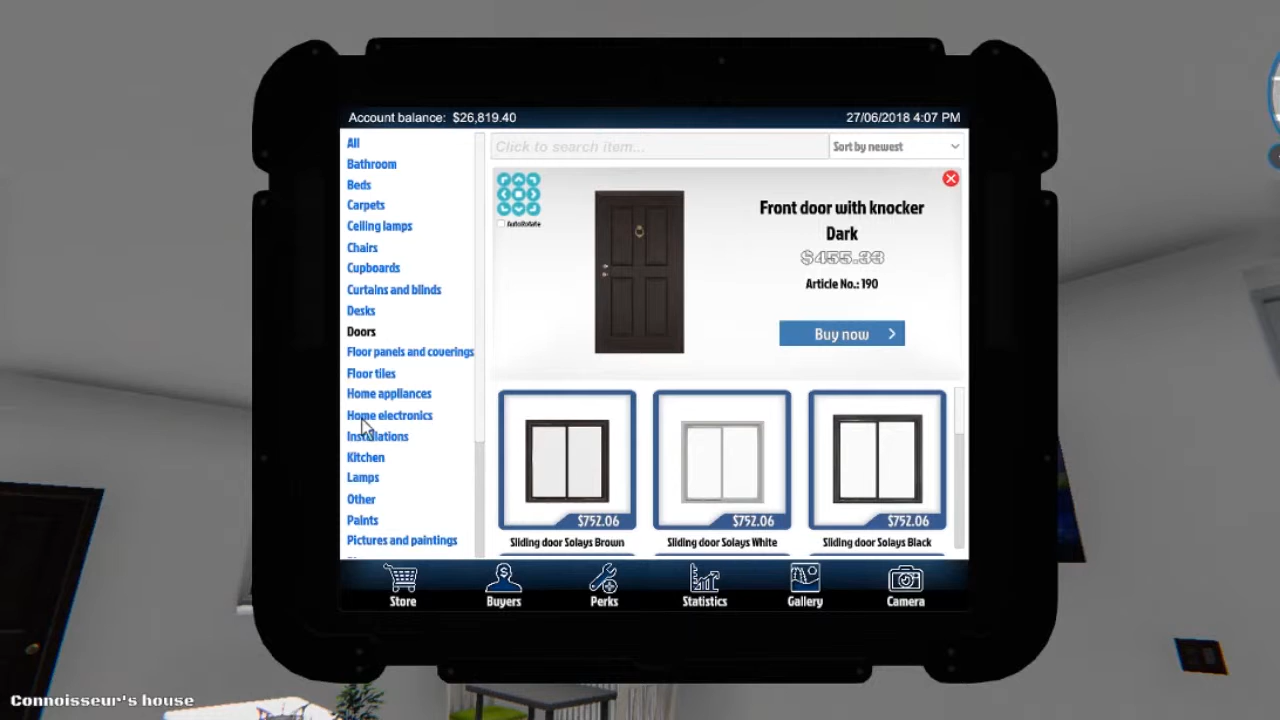 Account balance: $26,819.40
27/06/2018 4:07 PM
All
Bathroom
Beds
Carpets
Ceiling lamps
Chairs
Cupboards
Curtains and blinds
Desks
Doors
Floor panels and coverings
Floor tiles
Home appliances
Home electronics
Installations
Kitchen
Lamps
Other
Paints
Pictures and paintings
Click to search item...
Sort by newest
AutoRotate
Front door with knocker
Dark
$455.33
Article No.: 190
Buy now
$752.06
$752.06
$752.06
Sliding door Solays Brown
Sliding door Solays White
Sliding door Solays Black
Store
Buyers
Perks
Statistics
Gallery
Camera
Connoisseur's house